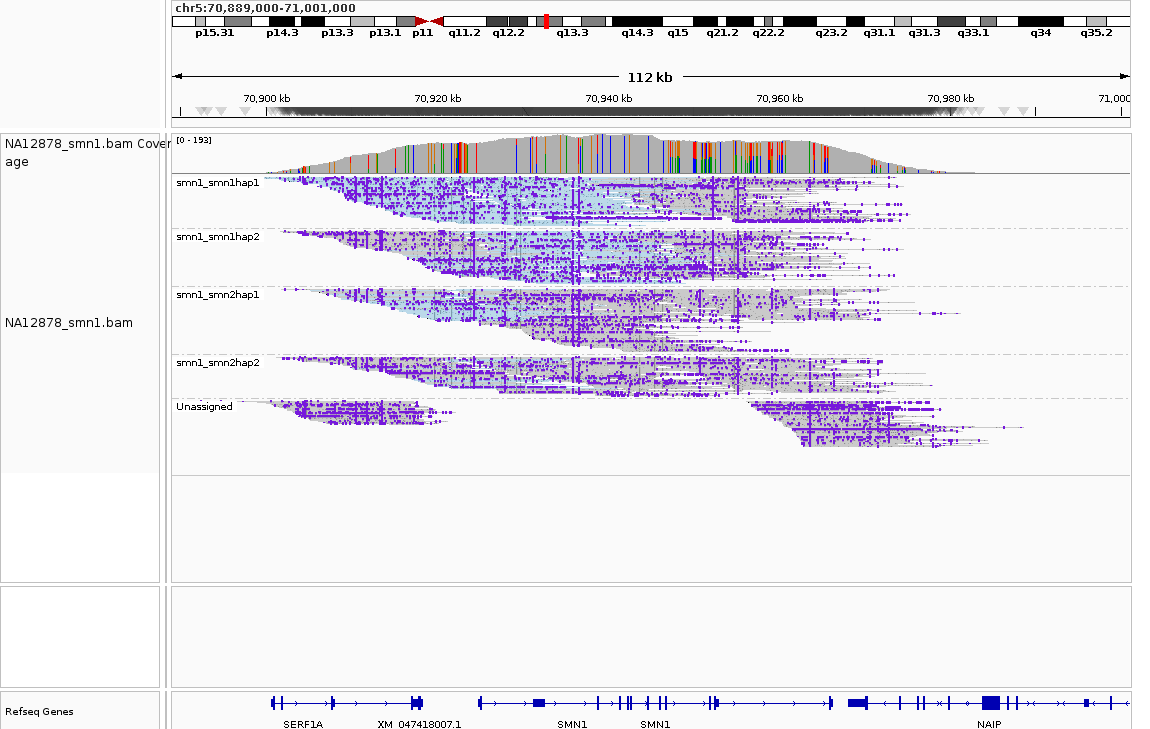 chr5:70,889,000-71,001,000
p15.31 p14.3 p13.3 p13.1 p11 q11.2 q12.2 q13.3 q14.3 q15 q21.2 q22.2 q23.2 q31.1 q31.3 q33.1 q34 q35.2
112 kb
70,900 kb 70,920 kb 70,940 kb 70,960 kb 70,980 kb 71,000
NA12878_smn1.bam Cover
age
[0 - 193]
smn1_smn1hap1
smn1_smn1hap2
smn1_smn2hap1
NA12878_smn1.bam
smn1_smn2hap2
Unassigned
Refseq Genes
SERF1A XM_047418007.1 SMN1 SMN1 NAIP